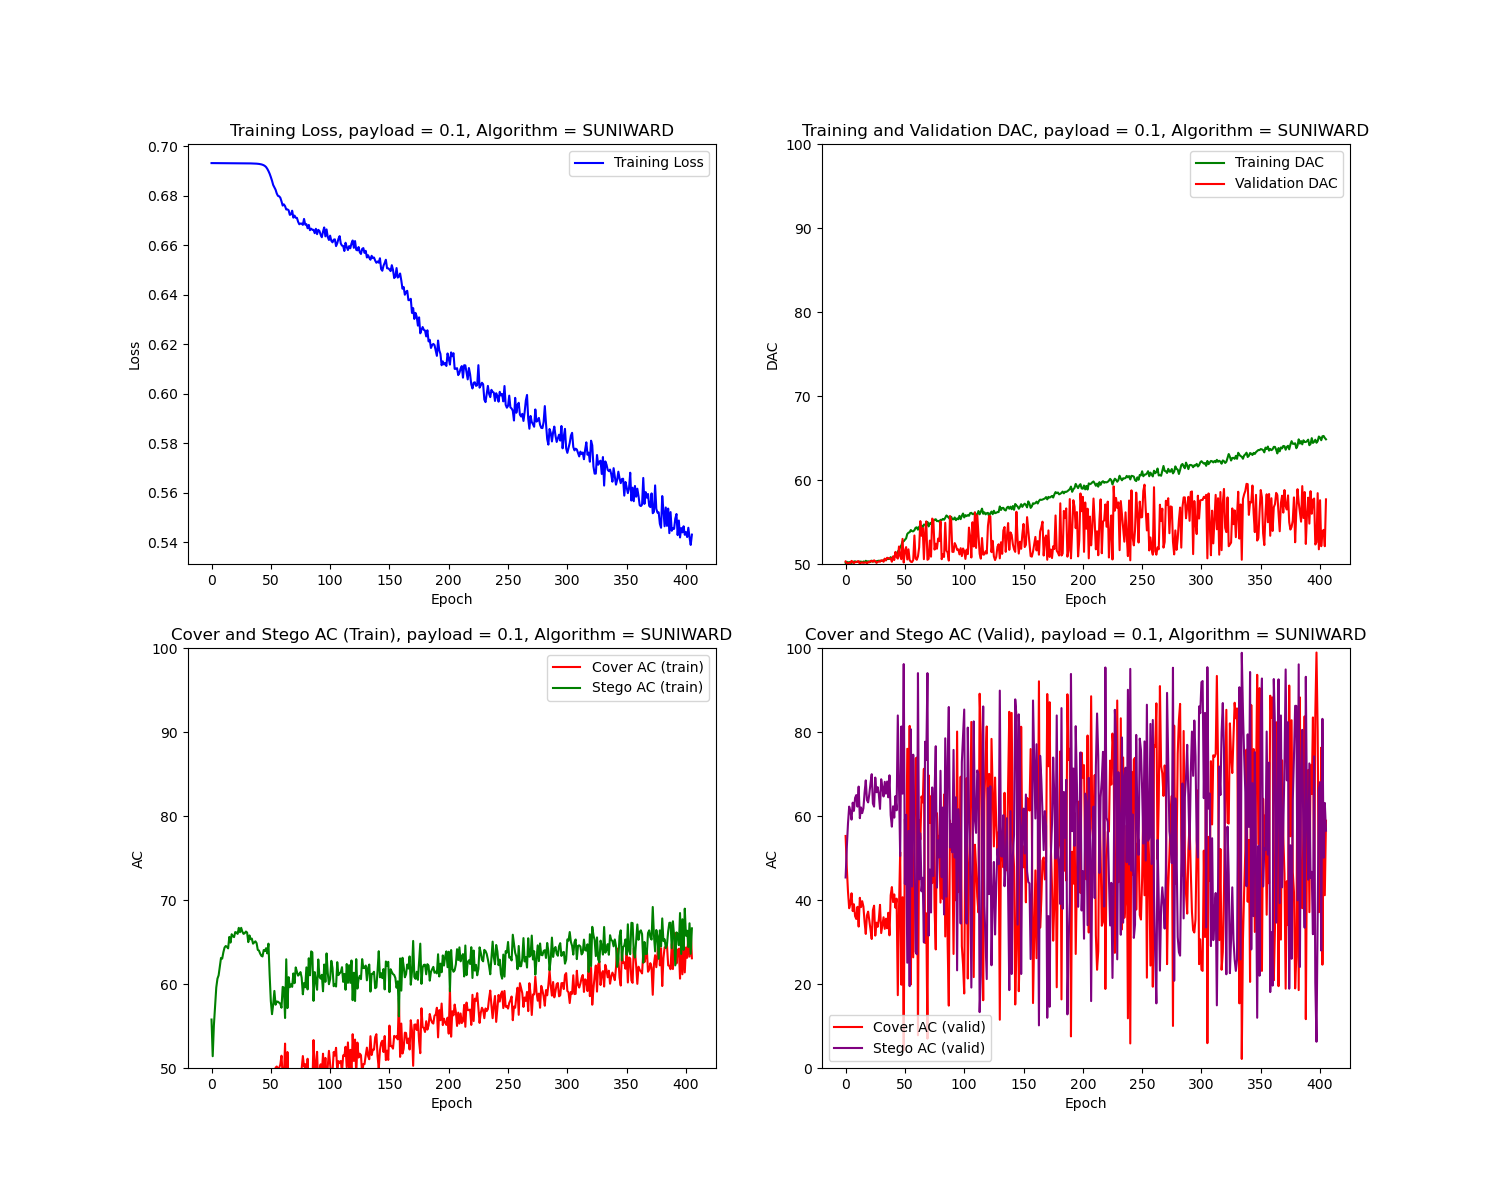 Training Loss, payload = 0.1, Algorithm = SUNIWARD
0.70
0.68
0.66
0.64
0.62
0.60
0.58
0.56
0.54
Loss
Training Loss
0 50 100 150 200 250 300 350 400
Epoch
Training and Validation DAC, payload = 0.1, Algorithm = SUNIWARD
100
90
80
70
60
50
DAC
Training DAC
Validation DAC
0 50 100 150 200 250 300 350 400
Epoch
Cover and Stego AC (Train), payload = 0.1, Algorithm = SUNIWARD
100
90
80
70
60
50
AC
Cover AC (train)
Stego AC (train)
0 50 100 150 200 250 300 350 400
Epoch
Cover and Stego AC (Valid), payload = 0.1, Algorithm = SUNIWARD
100
80
60
40
20
0
AC
Cover AC (valid)
Stego AC (valid)
0 50 100 150 200 250 300 350 400
Epoch